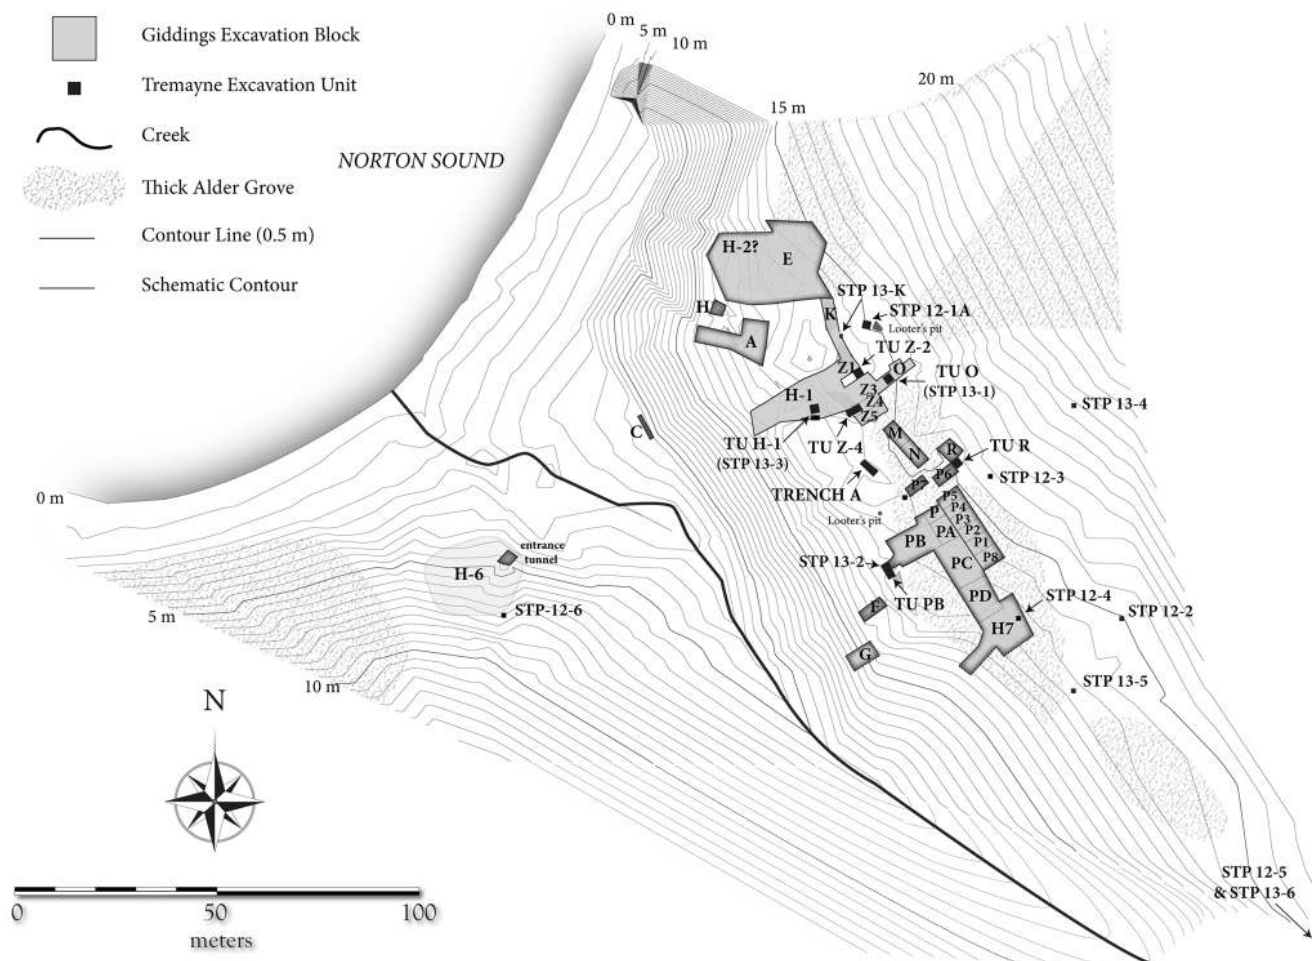 0 m
5 m
10 m
15 m
20 m
Giddings Excavation Block
Tremayne Excavation Unit
Creek
Thick Alder Grove
Contour Line (0.5 m)
Schematic Contour
NORTON SOUND
H-2?
E
STP 13-K
H
K
STP 12-1A
Looter's pit
A
TU Z-2
Z1
O
TU O
(STP 13-1)
Z3
H-1
Z4
Z5
STP 13-4
C
TU H-1
(STP 13-3)
TU Z-4
M
N
R
TU R
P6
STP 12-3
TRENCH A
P7
0 m
Looter's pit
P5
P
P4
P3
P2
P1
P8
PA
PB
PC
PD
entrance
tunnel
H-6
STP-12-6
STP 13-2
TU PB
STP 12-4
5 m
F
H7
STP 12-2
G
10 m
STP 13-5
N
STP 12-5
& STP 13-6
0
50
100
meters